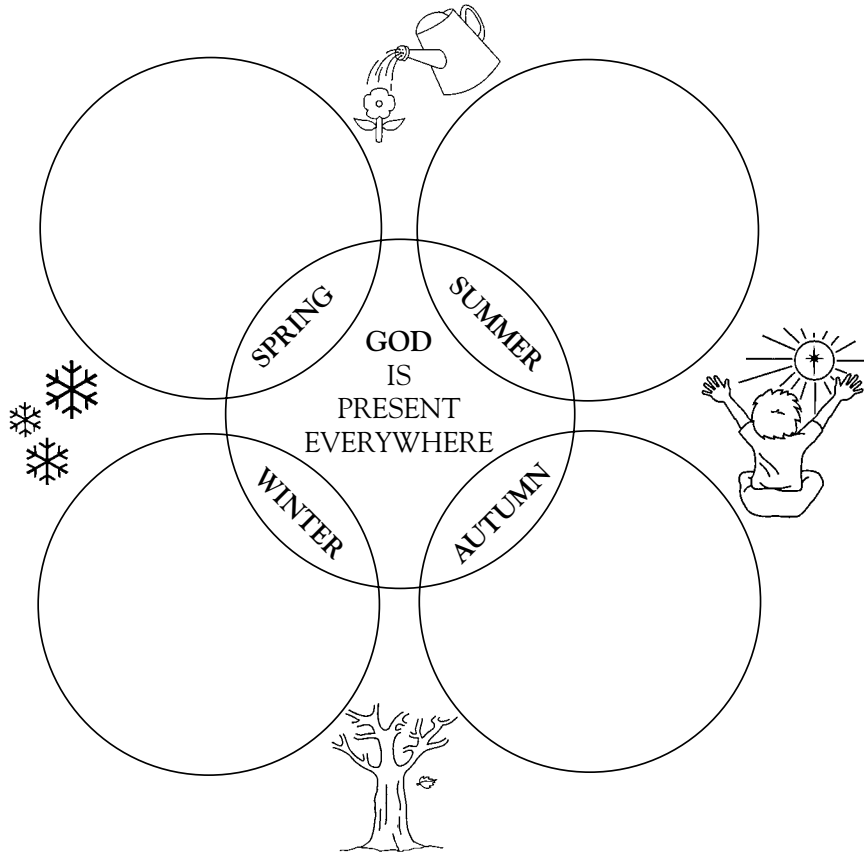 SPRING
SUMMER
GOD
IS
PRESENT
EVERYWHERE
WINTER
AUTUMN